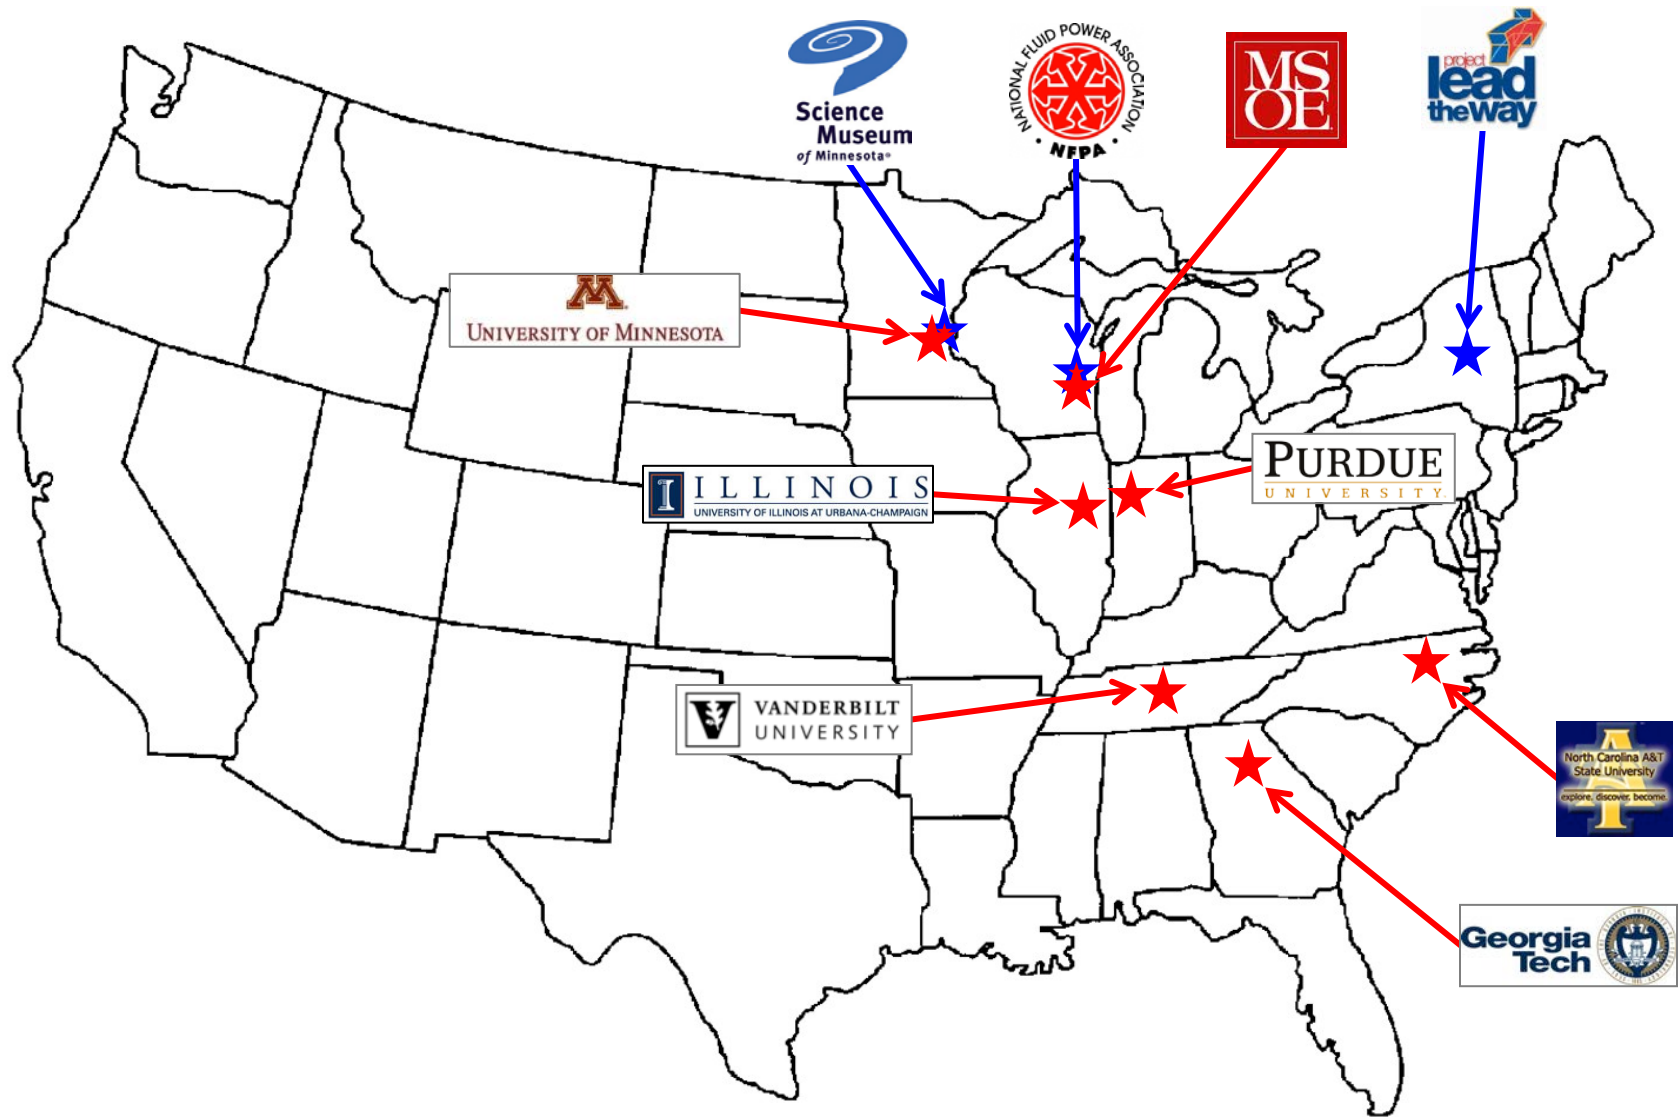 Science
Museum
of Minnesota®
NATIONAL FLUID POWER ASSOCIATION
• NFPA •
MS
OE
project
lead
the way
M
UNIVERSITY OF MINNESOTA
I ILLINOIS
UNIVERSITY OF ILLINOIS AT URBANA-CHAMPAIGN
PURDUE
UNIVERSITY
V VANDERBILT
UNIVERSITY
North Carolina A&T
State University
explore. discover. become.
Georgia
Tech